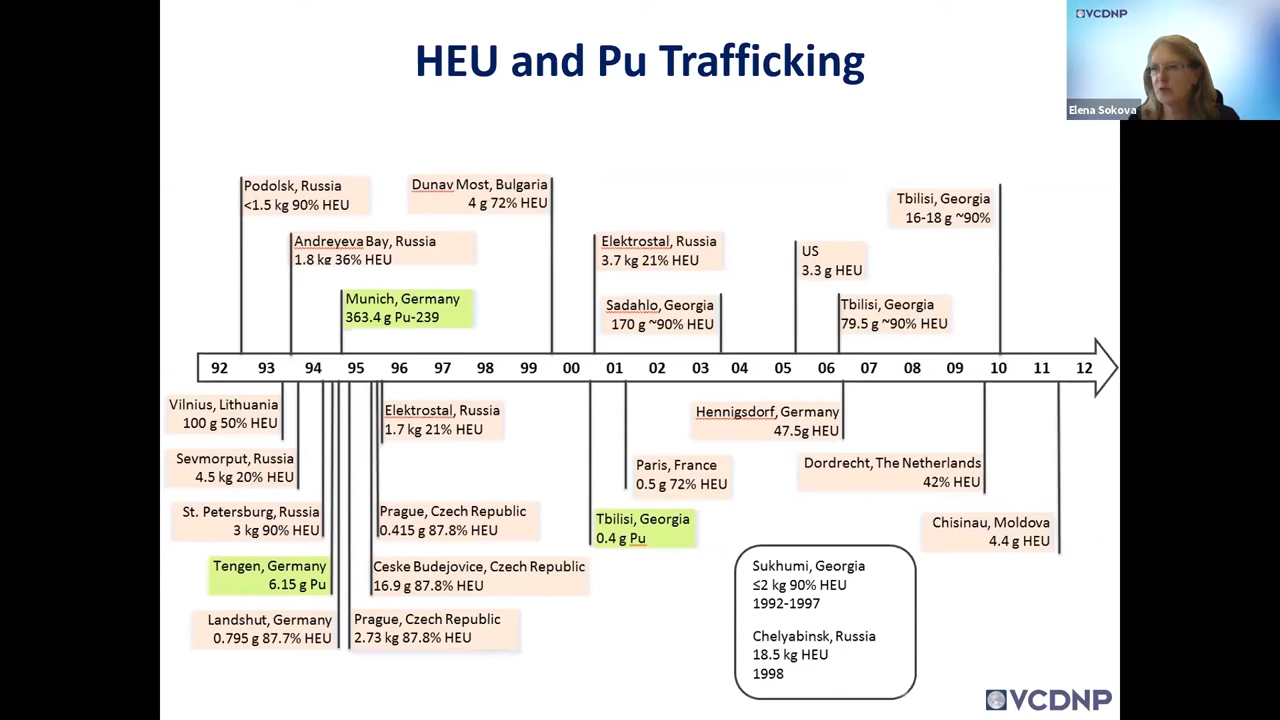 VCDNP
Elena Sokova
HEU and Pu Trafficking
Podolsk, Russia
<1.5 kg 90% HEU
Dunav Most, Bulgaria
4 g 72% HEU
Tbilisi, Georgia
16-18 g ~90%
Andreyeva Bay, Russia
1.8 kg 36% HEU
Elektrostal, Russia
3.7 kg 21% HEU
US
3.3 g HEU
Munich, Germany
363.4 g Pu-239
Sadahlo, Georgia
170 g ~90% HEU
Tbilisi, Georgia
79.5 g ~90% HEU
92 93 94 95 96 97 98 99 00 01 02 03 04 05 06 07 08 09 10 11 12
Vilnius, Lithuania
100 g 50% HEU
Elektrostal, Russia
1.7 kg 21% HEU
Hennigsdorf, Germany
47.5g HEU
Sevmorput, Russia
4.5 kg 20% HEU
Paris, France
0.5 g 72% HEU
Dordrecht, The Netherlands
42% HEU
St. Petersburg, Russia
3 kg 90% HEU
Prague, Czech Republic
0.415 g 87.8% HEU
Tbilisi, Georgia
0.4 g Pu
Chisinau, Moldova
4.4 g HEU
Tengen, Germany
6.15 g Pu
Ceske Budejovice, Czech Republic
16.9 g 87.8% HEU
Landshut, Germany
0.795 g 87.7% HEU
Prague, Czech Republic
2.73 kg 87.8% HEU
Sukhumi, Georgia
≤2 kg 90% HEU
1992-1997
Chelyabinsk, Russia
18.5 kg HEU
1998
VCDNP